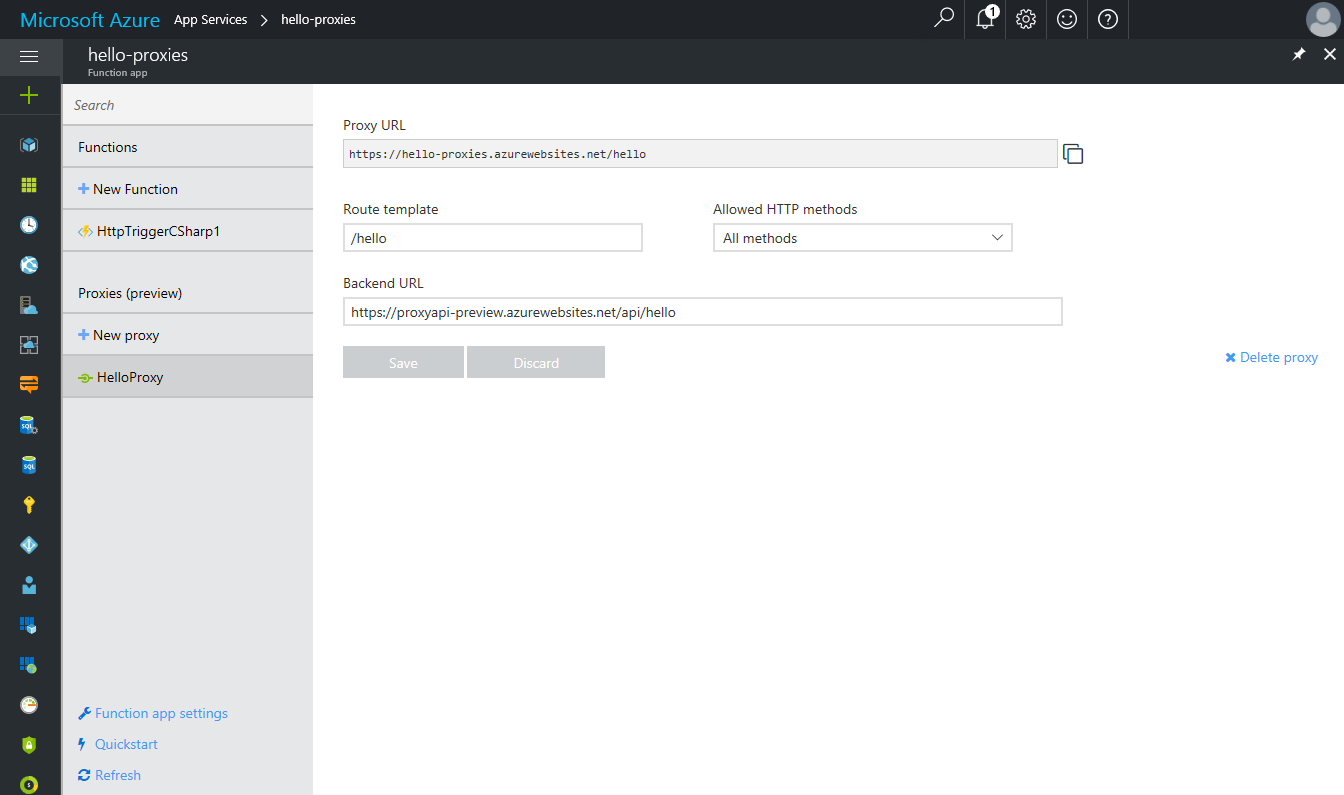 Microsoft Azure App Services > hello-proxies
1
hello-proxies
Function app
Search
Functions
New Function
HttpTriggerCSharp1
Proxies (preview)
New proxy
HelloProxy
Function app settings
Quickstart
Refresh
Proxy URL
https://hello-proxies.azurewebsites.net/hello
Route template
/hello
Allowed HTTP methods
All methods
Backend URL
https://proxyapi-preview.azurewebsites.net/api/hello
Save
Discard
Delete proxy
SQL
SQL